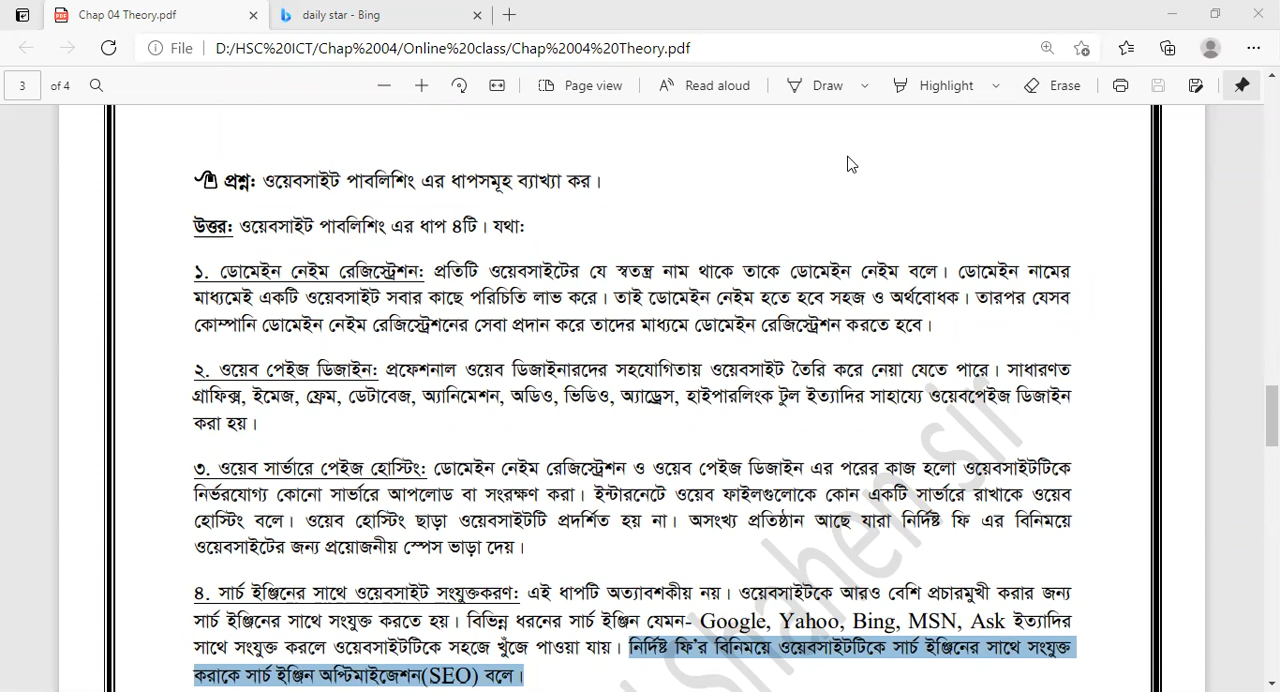 Chap 04 Theory.pdf
daily star - Bing
File
D:/HSC%20ICT/Chap%2004/Online%20class/Chap%2004%20Theory.pdf
3 of 4
Page view
Read aloud
Draw
Highlight
Erase
প্রশ্ন: ওয়েবসাইট পাবলিশিং এর ধাপসমূহ ব্যাখ্যা কর।
উত্তর: ওয়েবসাইট পাবলিশিং এর ধাপ ৪টি। যথা:
১. ডোমেইন নেইম রেজিস্ট্রেশন: প্রতিটি ওয়েবসাইটের যে স্বতন্ত্র নাম থাকে তাকে ডোমেইন নেইম বলে। ডোমেইন নামের
মাধ্যমেই একটি ওয়েবসাইট সবার কাছে পরিচিতি লাভ করে। তাই ডোমেইন নেইম হতে হবে সহজ ও অর্থবোধক। তারপর যেসব
কোম্পানি ডোমেইন নেইম রেজিস্ট্রেশনের সেবা প্রদান করে তাদের মাধ্যমে ডোমেইন রেজিস্ট্রেশন করতে হবে।
২. ওয়েব পেইজ ডিজাইন: প্রফেশনাল ওয়েব ডিজাইনারদের সহযোগিতায় ওয়েবসাইট তৈরি করে নেয়া যেতে পারে। সাধারণত
গ্রাফিক্স, ইমেজ, ফ্রেম, ডেটাবেজ, অ্যানিমেশন, অডিও, ভিডিও, অ্যাড্রেস, হাইপারলিংক টুল ইত্যাদির সাহায্যে ওয়েবপেইজ ডিজাইন
করা হয়।
৩. ওয়েব সার্ভারে পেইজ হোস্টিং: ডোমেইন নেইম রেজিস্ট্রেশন ও ওয়েব পেইজ ডিজাইন এর পরের কাজ হলো ওয়েবসাইটটিকে
নির্ভরযোগ্য কোনো সার্ভারে আপলোড বা সংরক্ষণ করা। ইন্টারনেটে ওয়েব ফাইলগুলোকে কোন একটি সার্ভারে রাখাকে ওয়েব
হোস্টিং বলে। ওয়েব হোস্টিং ছাড়া ওয়েবসাইটটি প্রদর্শিত হয় না। অসংখ্য প্রতিষ্ঠান আছে যারা নির্দিষ্ট ফি এর বিনিময়ে
ওয়েবসাইটের জন্য প্রয়োজনীয় স্পেস ভাড়া দেয়।
৪. সার্চ ইঞ্জিনের সাথে ওয়েবসাইট সংযুক্তকরণ: এই ধাপটি অত্যাবশকীয় নয়। ওয়েবসাইটকে আরও বেশি প্রচারমুখী করার জন্য
সার্চ ইঞ্জিনের সাথে সংযুক্ত করতে হয়। বিভিন্ন ধরনের সার্চ ইঞ্জিন যেমন- Google, Yahoo, Bing, MSN, Ask ইত্যাদির
সাথে সংযুক্ত করলে ওয়েবসাইটটিকে সহজে খুঁজে পাওয়া যায়। নির্দিষ্ট ফি'র বিনিময়ে ওয়েবসাইটটিকে সার্চ ইঞ্জিনের সাথে সংযুক্ত
করাকে সার্চ ইঞ্জিন অপ্টিমাইজেশন(SEO) বলে।
Shahen sir